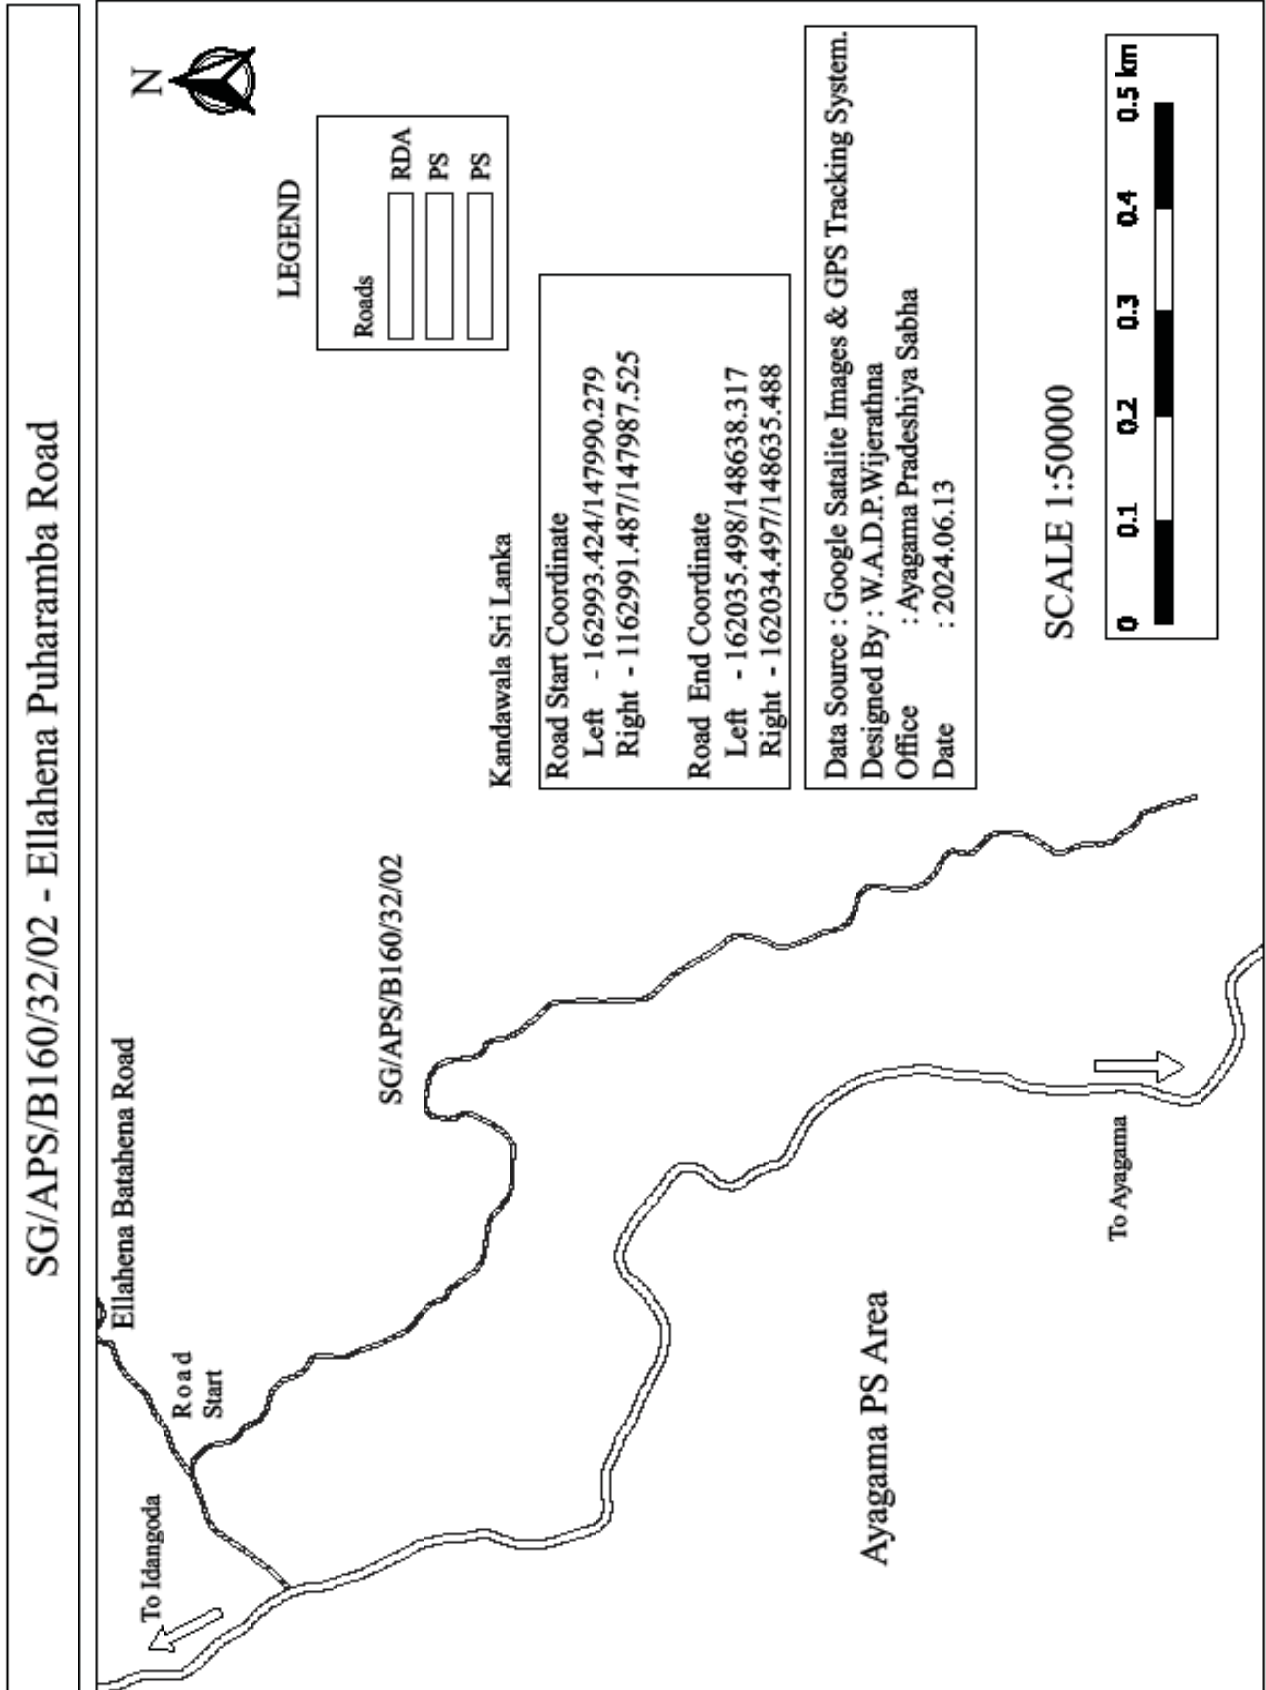 SG/APS/B160/32/02 - Ellahena Puharamba Road
N
LEGEND
Roads
RDA
PS
PS
Ellahena Batahena Road
Road
Start
To Idangoda
SG/APS/B160/32/02
Kandawala Sri Lanka
Road Start Coordinate
Left - 162993.424/147990.279
Right - 1162991.487/147987.525
Road End Coordinate
Left - 162035.498/148638.317
Right - 162034.497/148635.488
Data Source : Google Satalite Images & GPS Tracking System.
Designed By : W.A.D.P.Wijerathna
Office : Ayagama Pradeshiya Sabha
Date : 2024.06.13
Ayagama PS Area
To Ayagama
SCALE 1:50000
0 0.1 0.2 0.3 0.4 0.5 km